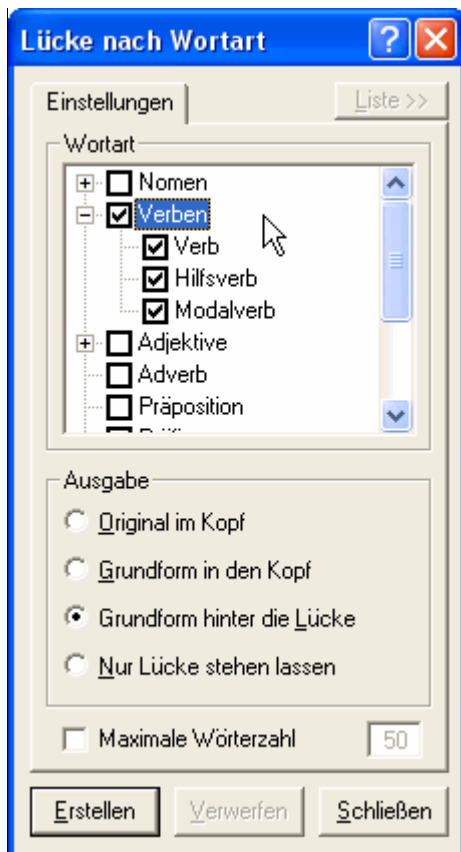 Lücke nach Wortart
Einstellungen
Liste >>
Wortart
Nomen
Verben
Verb
Hilfsverb
Modalverb
Adjektive
Adverb
Präposition
Ausgabe
Original im Kopf
Grundform in den Kopf
Grundform hinter die Lücke
Nur Lücke stehen lassen
Maximale Wörterzahl 50
Erstellen Verwerfen Schließen